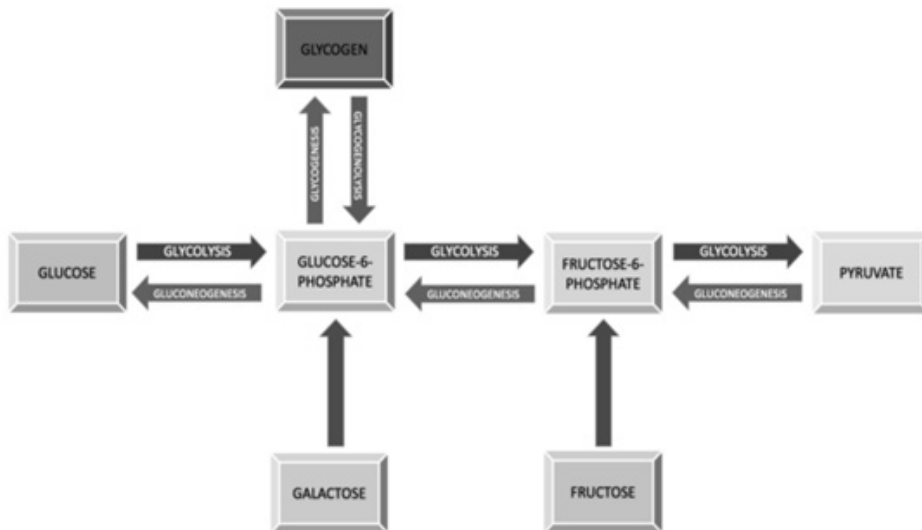 GLYCOGEN
GLYCOGENESIS
GLYCOGENOLYSIS
GLUCOSE
GLYCOLYSIS
GLUCONEOGENESIS
GLUCOSE-6-
PHOSPHATE
GLYCOLYSIS
GLUCONEOGENESIS
FRUCTOSE-6-
PHOSPHATE
GLYCOLYSIS
GLUCONEOGENESIS
PYRUVATE
GALACTOSE
FRUCTOSE